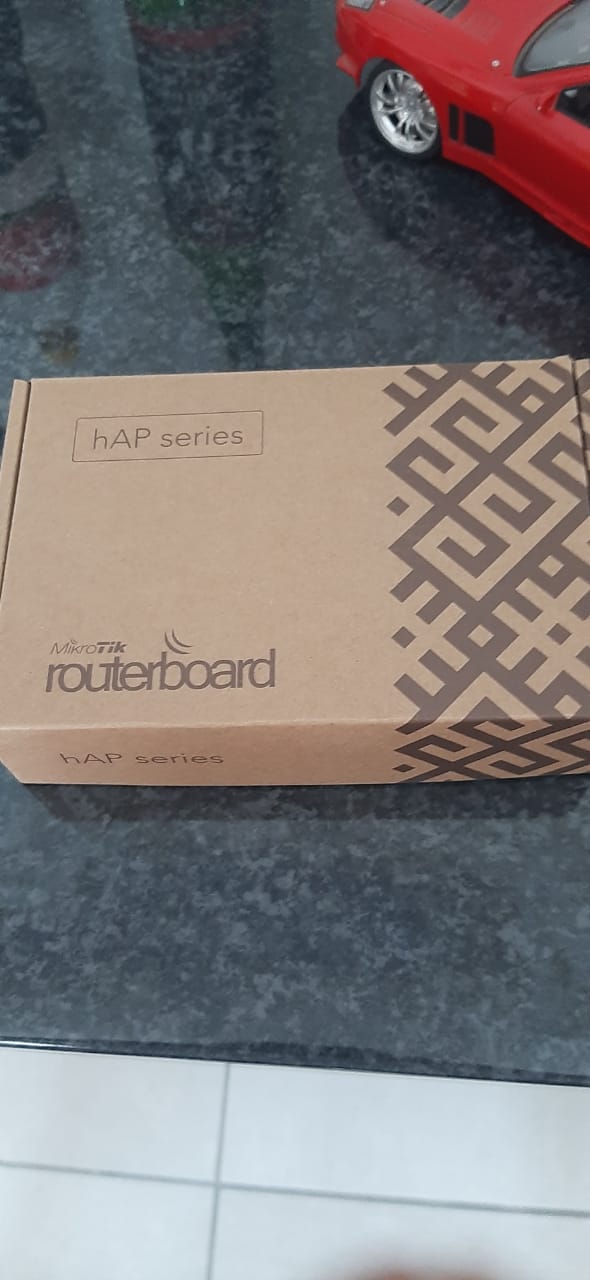 hAP series
MikroTik
routerboard
hAP series